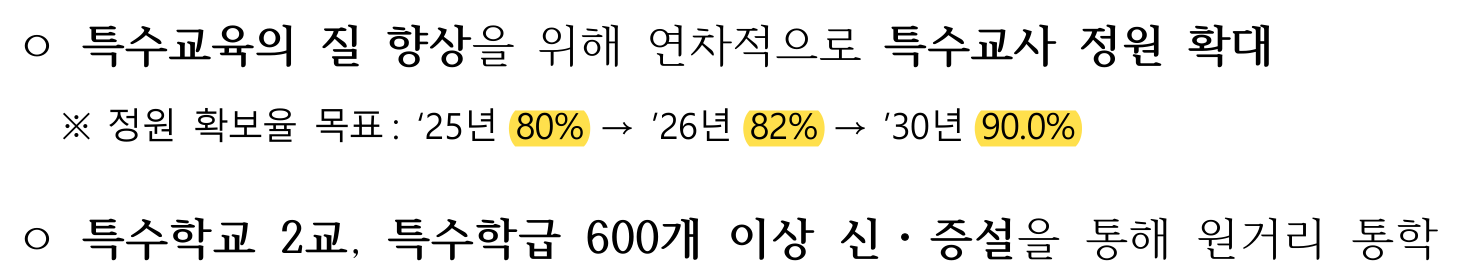 ○ 특수교육의 질 향상을 위해 연차적으로 특수교사 정원 확대
※ 정원 확보율 목표: ‘25년 80% → ’26년 82% → ’30년 90.0%
○ 특수학교 2교, 특수학급 600개 이상 신·증설을 통해 원거리 통학